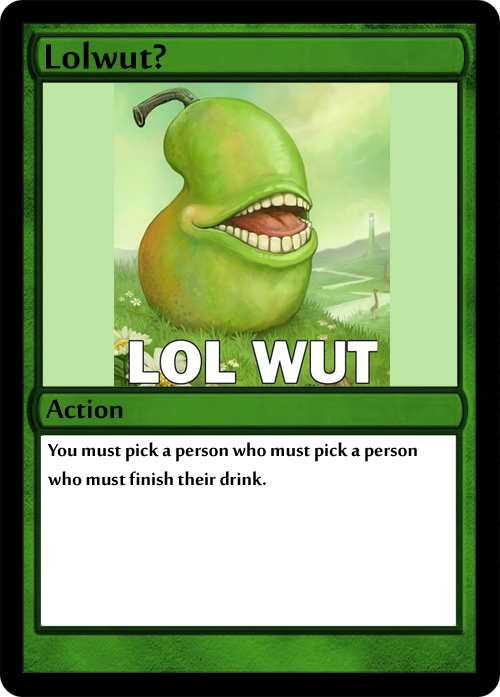 Lolwut?
LOL WUT
Action
You must pick a person who must pick a person
who must finish their drink.